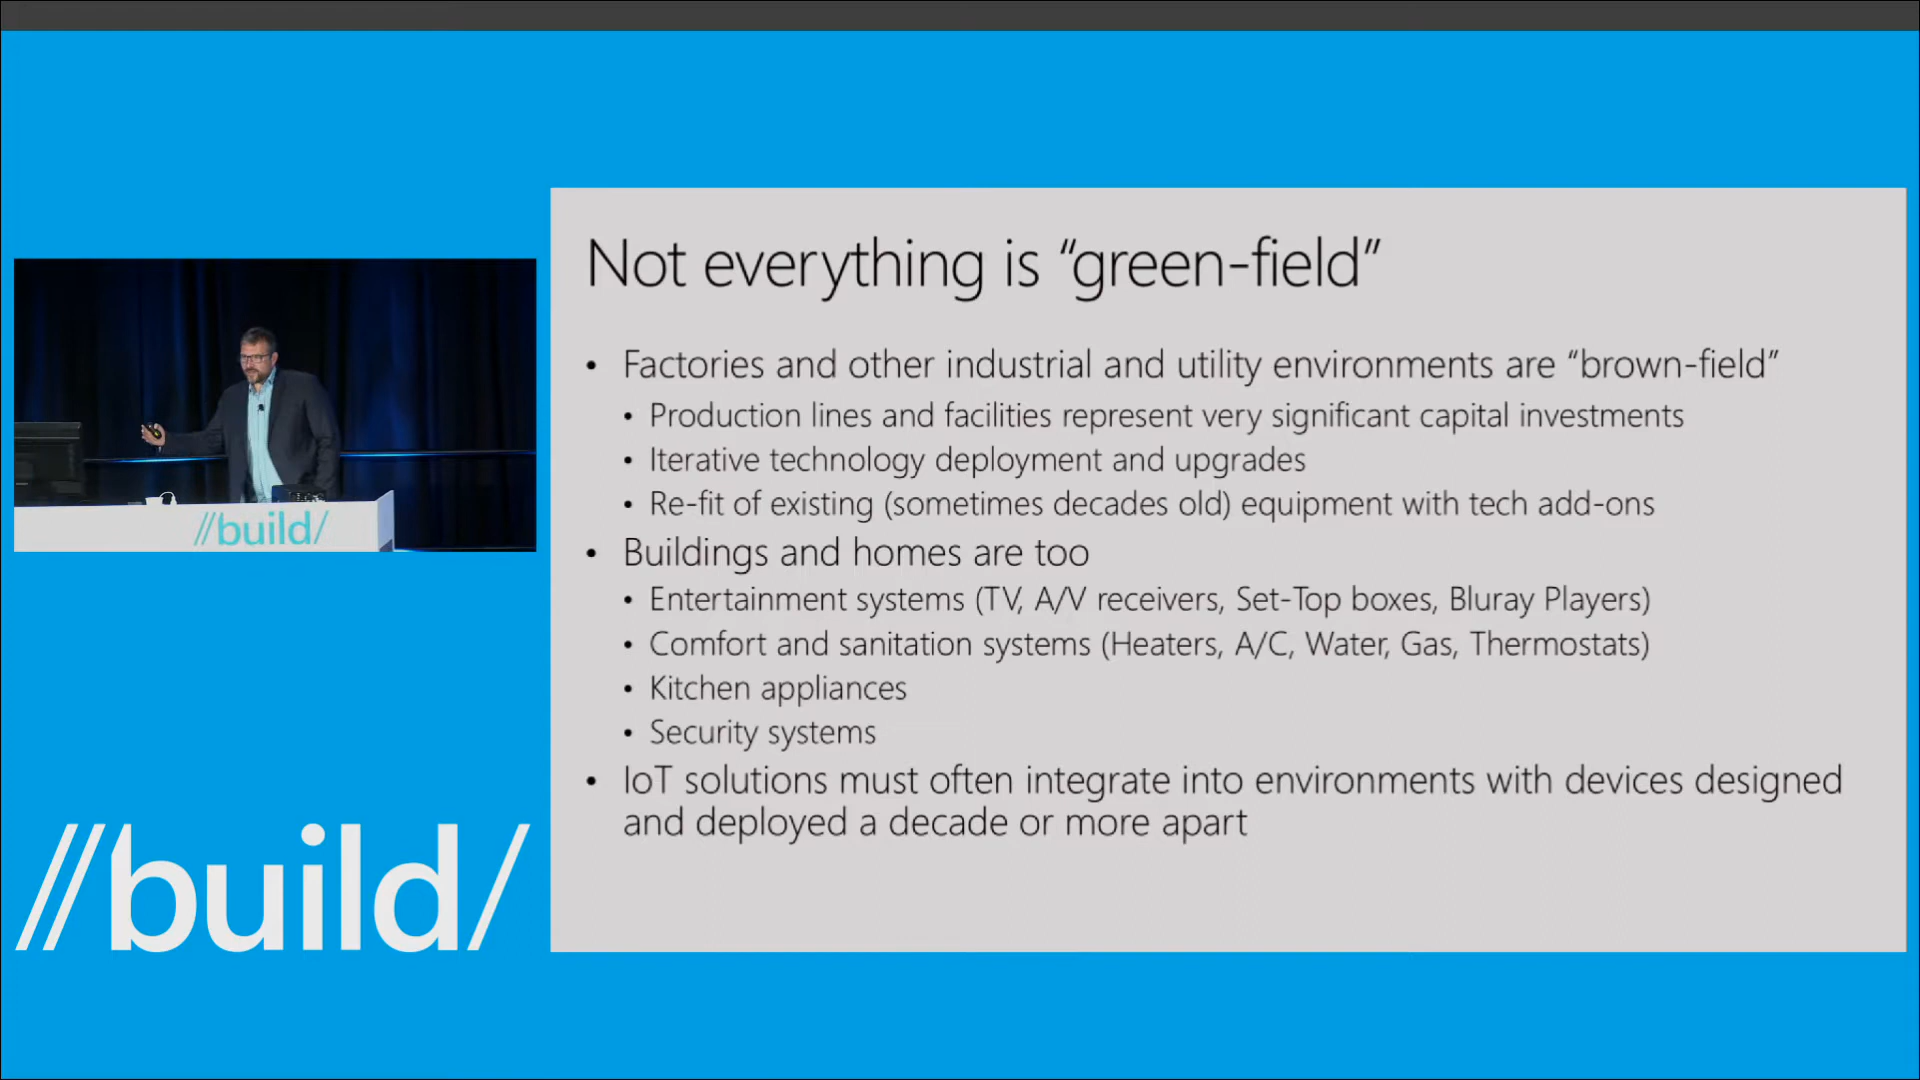 Not everything is “green-field”
• Factories and other industrial and utility environments are “brown-field”
• Production lines and facilities represent very significant capital investments
• Iterative technology deployment and upgrades
• Re-fit of existing (sometimes decades old) equipment with tech add-ons
• Buildings and homes are too
• Entertainment systems (TV, A/V receivers, Set-Top boxes, Bluray Players)
• Comfort and sanitation systems (Heaters, A/C, Water, Gas, Thermostats)
• Kitchen appliances
• Security systems
• IoT solutions must often integrate into environments with devices designed
and deployed a decade or more apart
//build/
//build/